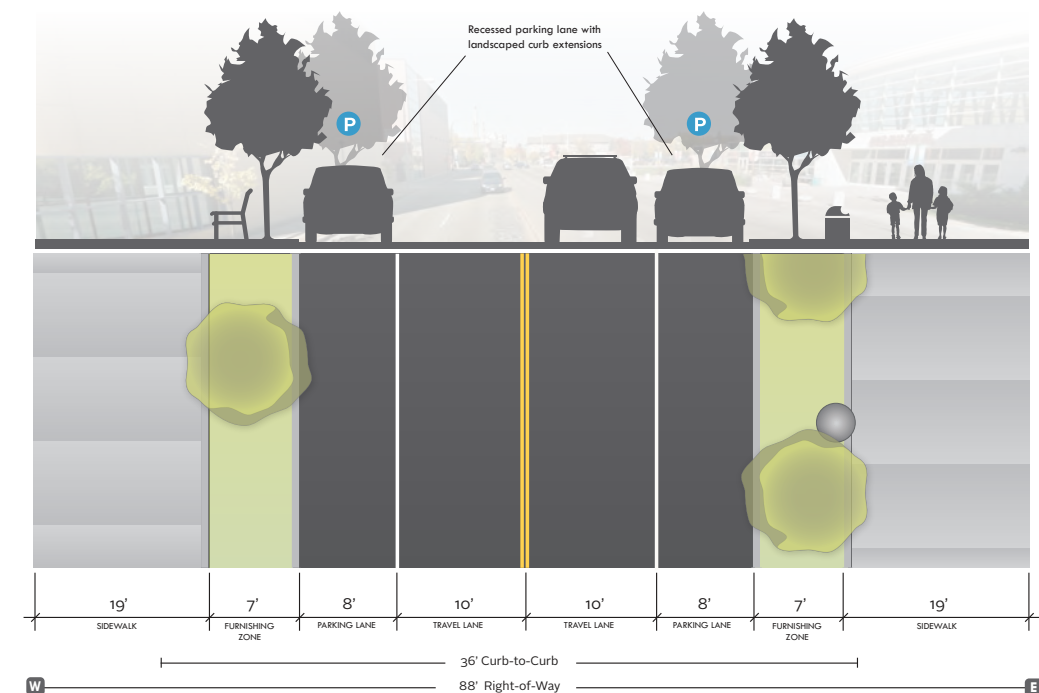 Recessed parking lane with
landscaped curb extensions
P P
19' 7' 8' 10' 10' 8' 7' 19'
SIDEWALK FURNISHING ZONE PARKING LANE TRAVEL LANE TRAVEL LANE PARKING LANE FURNISHING ZONE SIDEWALK
36' Curb-to-Curb
W 88' Right-of-Way E